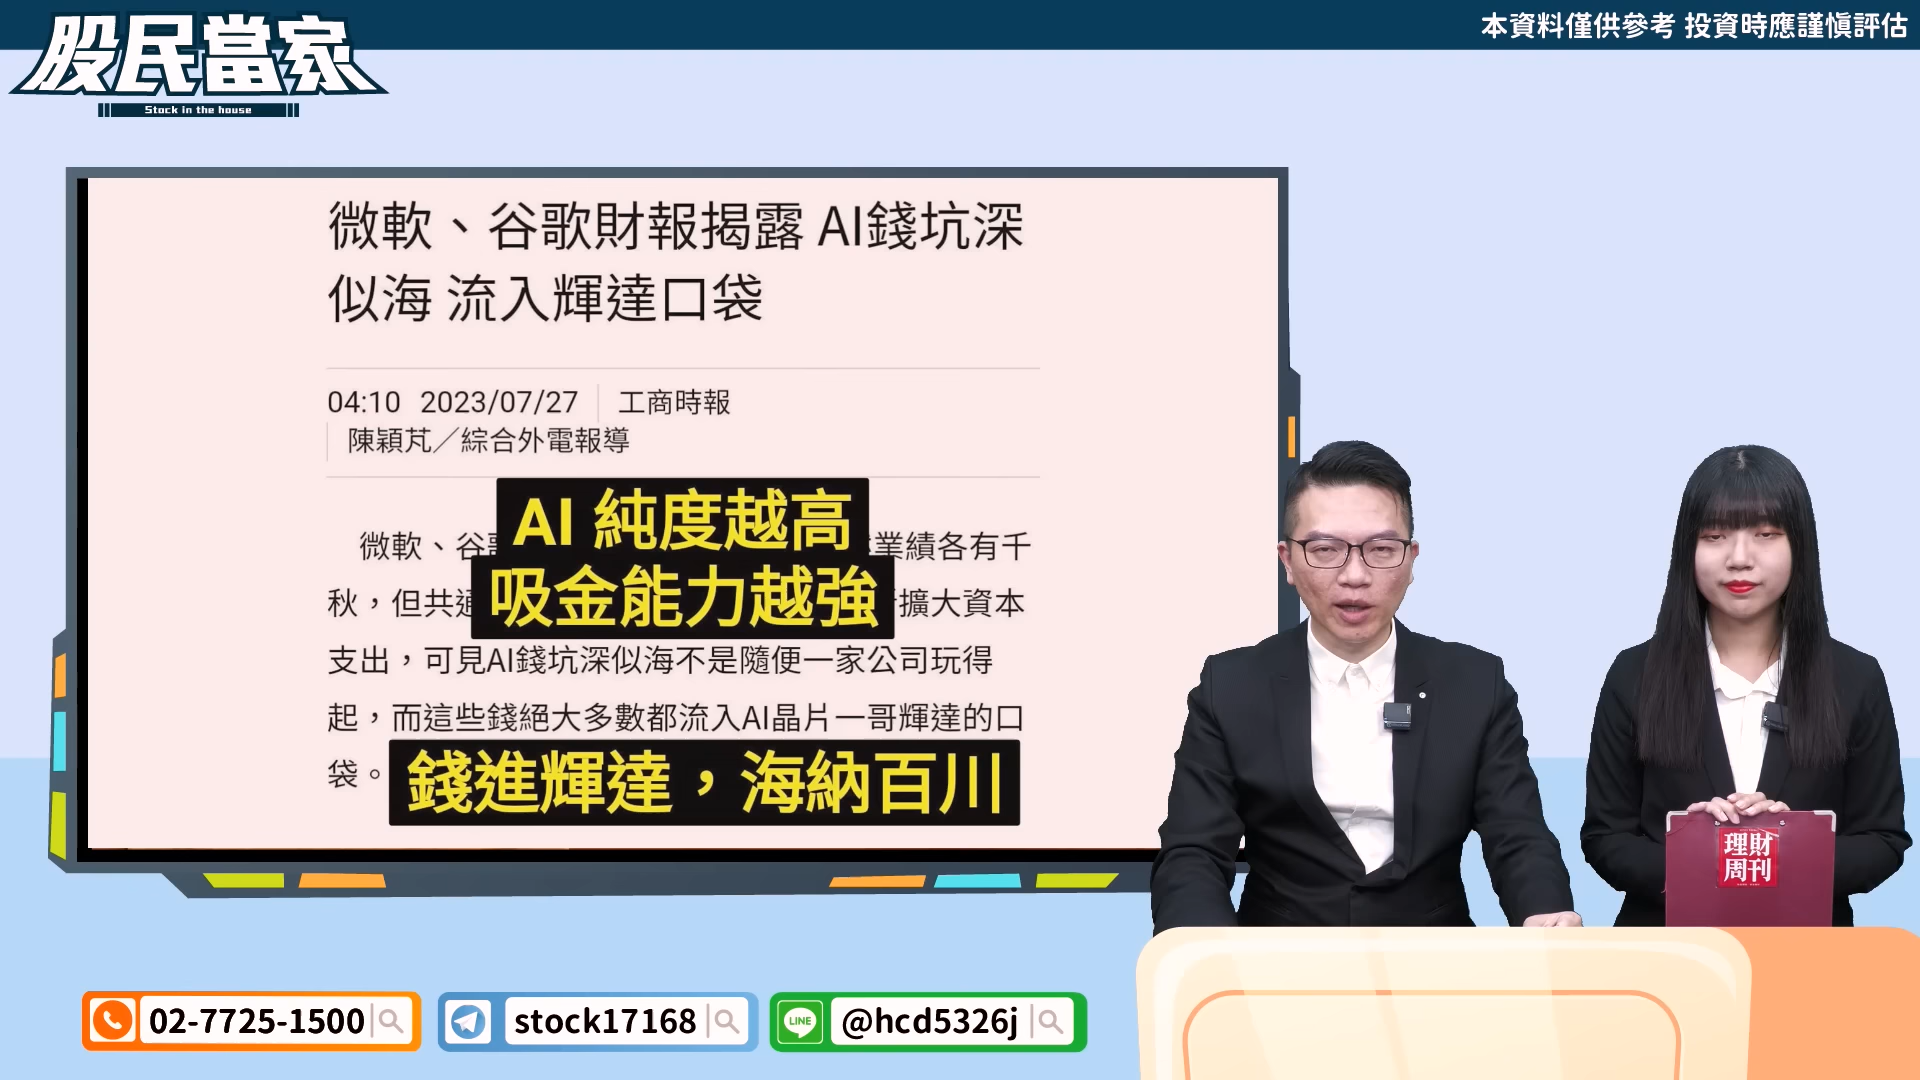 股民當家
Stock in the house
本資料僅供參考 投資時應謹慎評估
微軟、谷歌財報揭露 AI錢坑深
似海 流入輝達口袋
04:10 2023/07/27 工商時報
陳穎芃／綜合外電報導
微軟、谷
業績各有千
AI 純度越高
秋，但共通
擴大資本
吸金能力越強
支出，可見AI錢坑深似海不是隨便一家公司玩得
起，而這些錢絕大多數都流入AI晶片一哥輝達的口
袋。
錢進輝達，海納百川
理財
周刊
02-7725-1500
stock17168
LINE
@hcd5326j